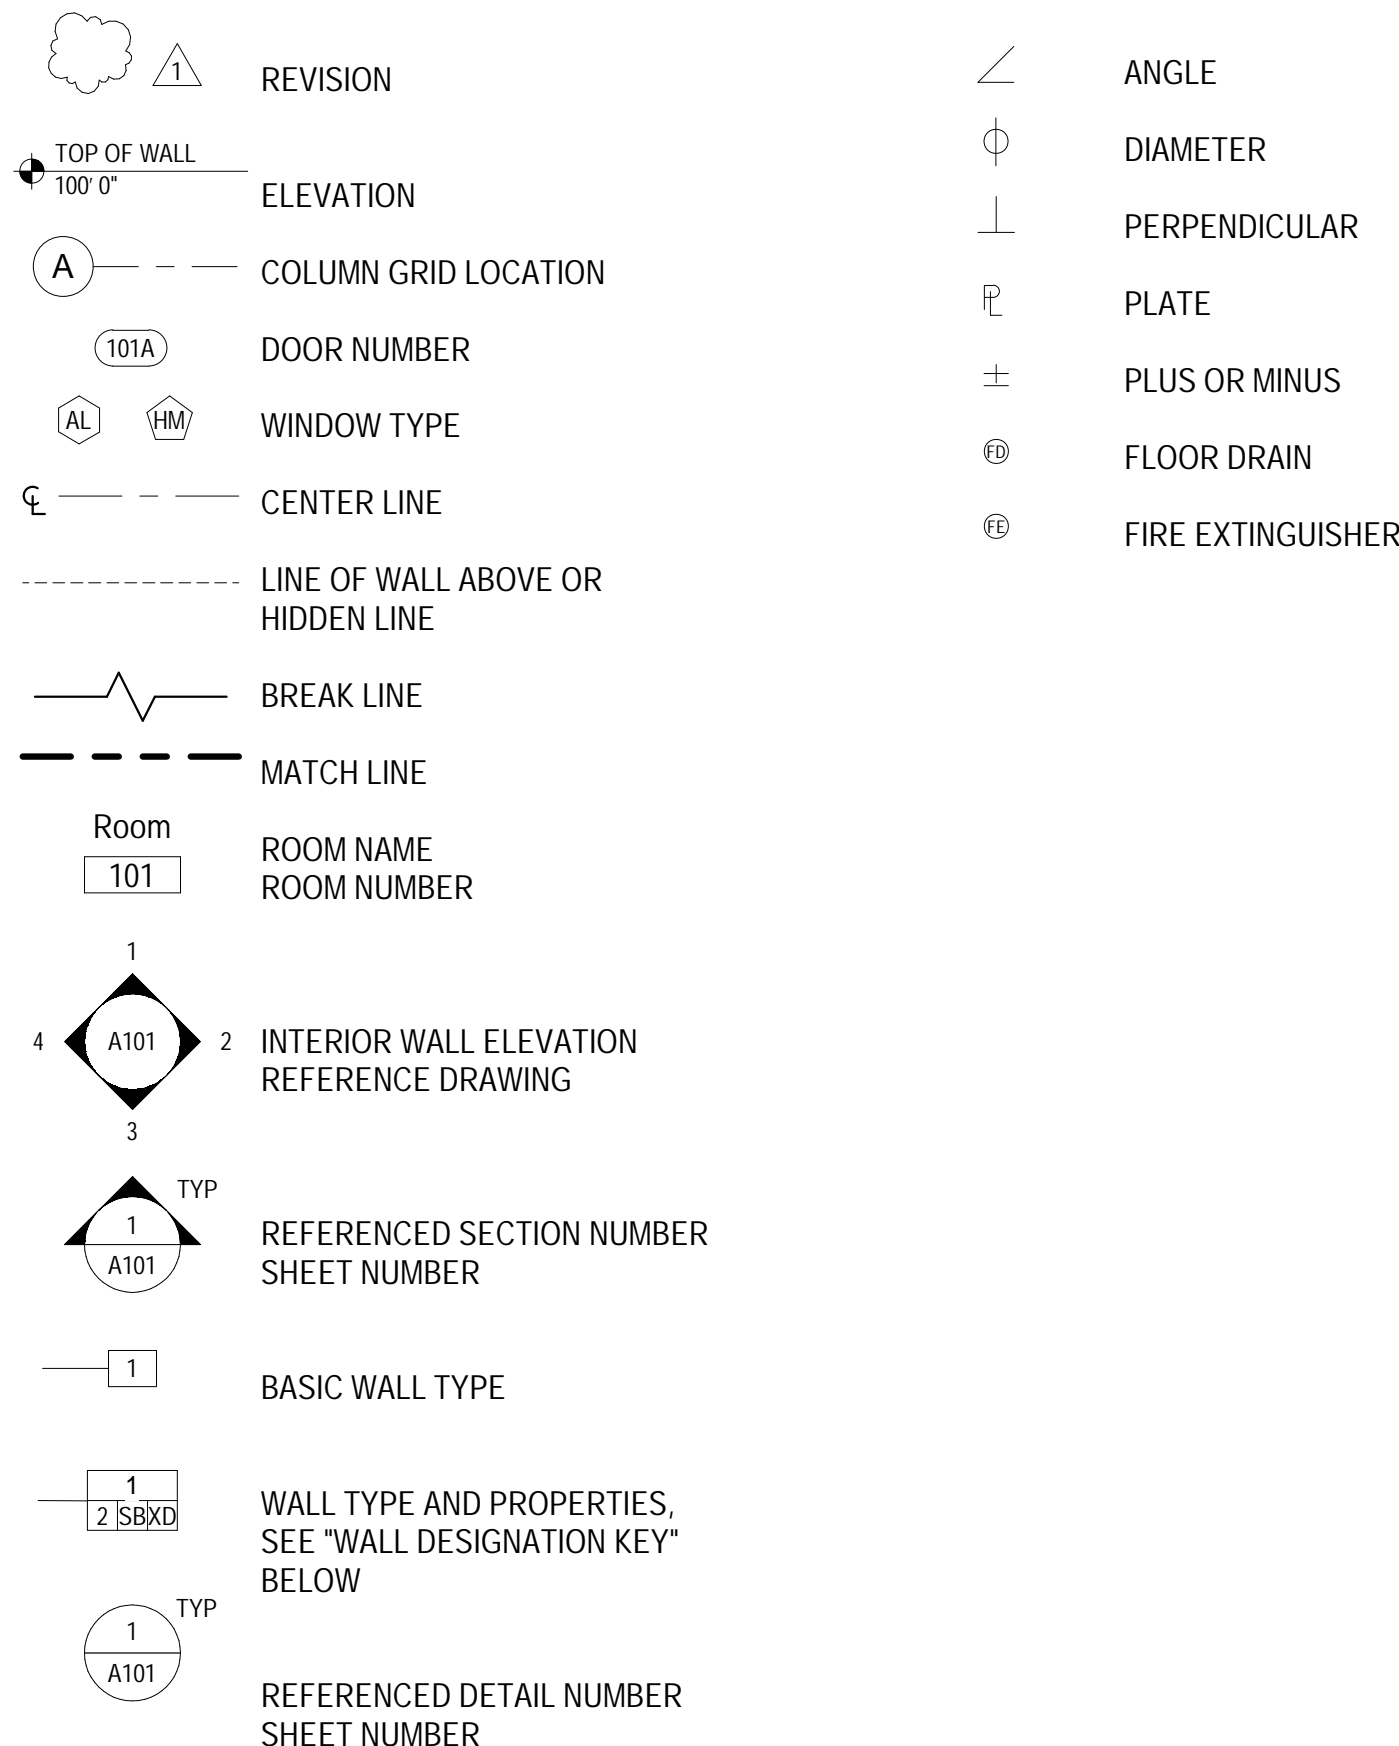 1
REVISION
TOP OF WALL
100' 0"
ELEVATION
A
COLUMN GRID LOCATION
101A
DOOR NUMBER
AL
HM
WINDOW TYPE
CENTER LINE
LINE OF WALL ABOVE OR
HIDDEN LINE
BREAK LINE
MATCH LINE
Room
101
ROOM NAME
ROOM NUMBER
1
4
A101
2
3
INTERIOR WALL ELEVATION
REFERENCE DRAWING
TYP
1
A101
REFERENCED SECTION NUMBER
SHEET NUMBER
1
BASIC WALL TYPE
1
2 SB XD
WALL TYPE AND PROPERTIES,
SEE "WALL DESIGNATION KEY"
BELOW
TYP
1
A101
REFERENCED DETAIL NUMBER
SHEET NUMBER
ANGLE
DIAMETER
PERPENDICULAR
PLATE
±
PLUS OR MINUS
FD
FLOOR DRAIN
FE
FIRE EXTINGUISHER